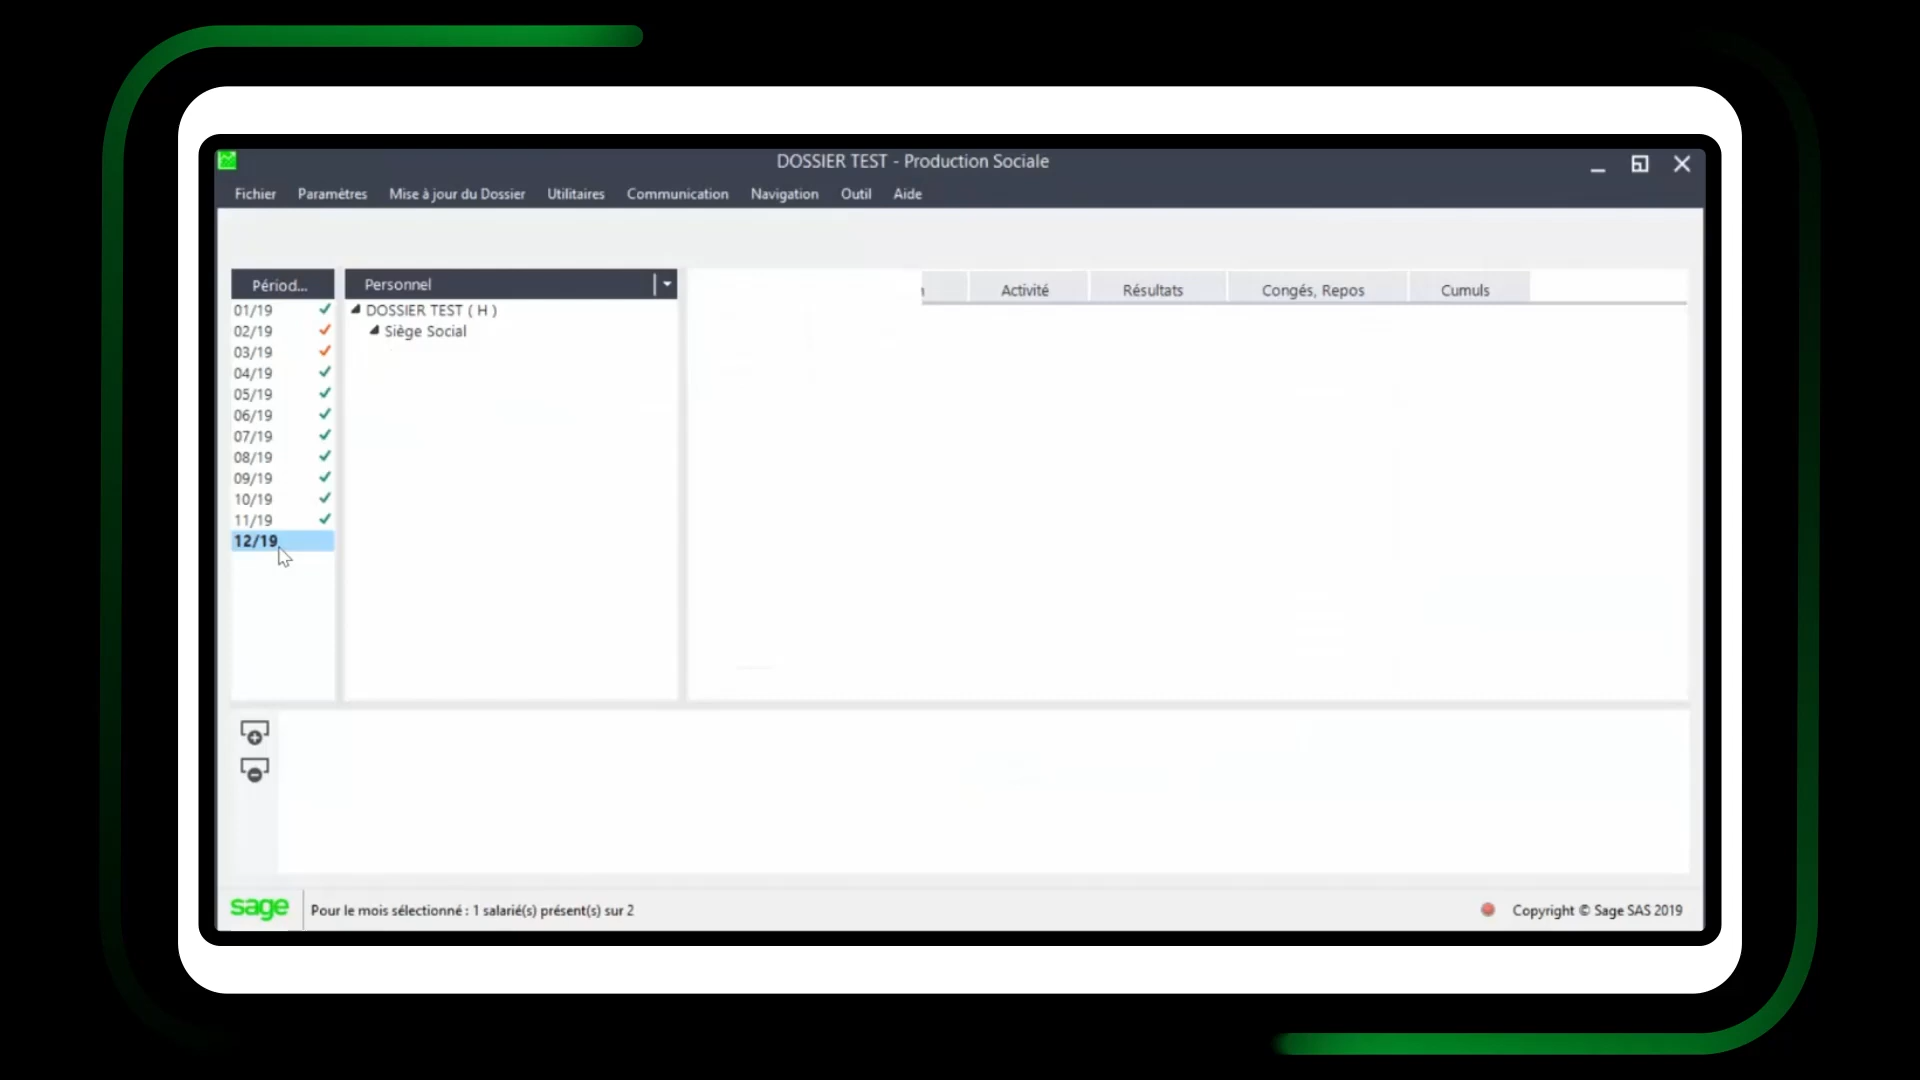 DOSSIER TEST - Production Sociale
Fichier Paramètres Mise à jour du Dossier Utilitaires Communication Navigation Outil Aide
Périod... Personnel Activité Résultats Congés, Repos Cumuls
01/19 DOSSIER TEST ( H )
02/19 Siège Social
03/19
04/19
05/19
06/19
07/19
08/19
09/19
10/19
11/19
12/19
sage Pour le mois sélectionné : 1 salarié(s) présent(s) sur 2 Copyright © Sage SAS 2019